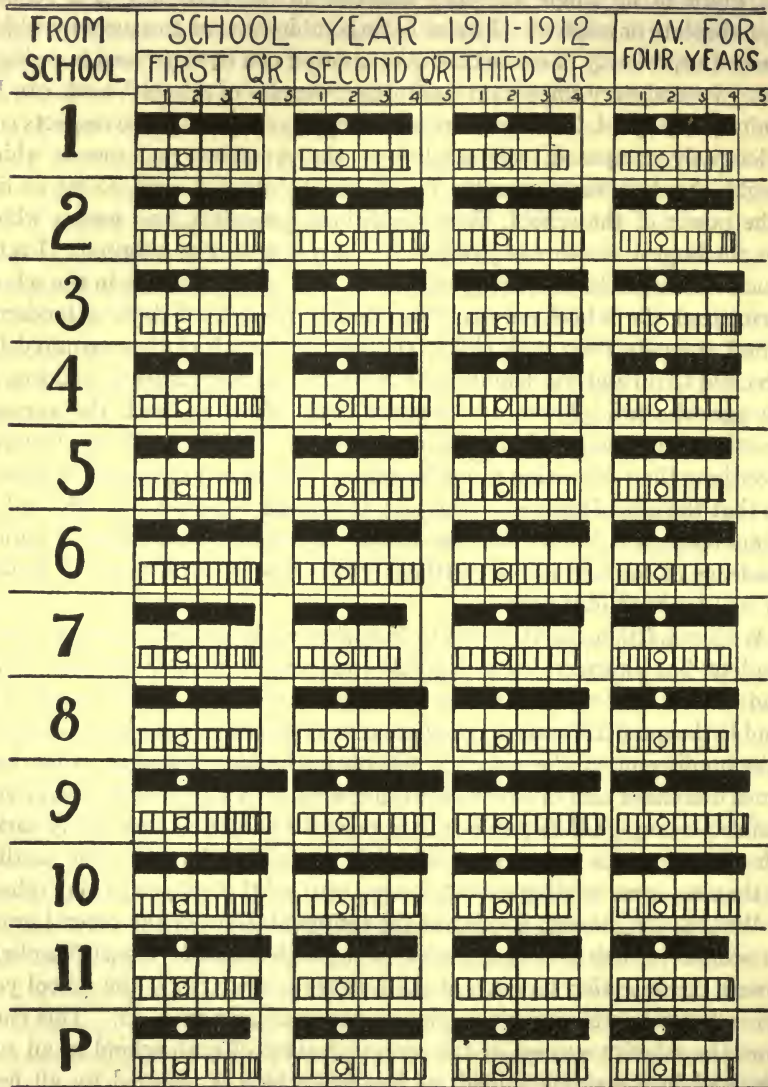 FROM SCHOOL YEAR 1911-1912 AV. FOR
SCHOOL FIRST QR SECOND QR THIRD QR FOUR YEARS
1 2 3 4 5 1 2 3 4 5 1 2 3 4 5 1 2 3 4 5
1
2
3
4
5
6
7
8
9
10
11
P